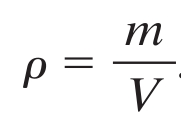 ρ = m/V.